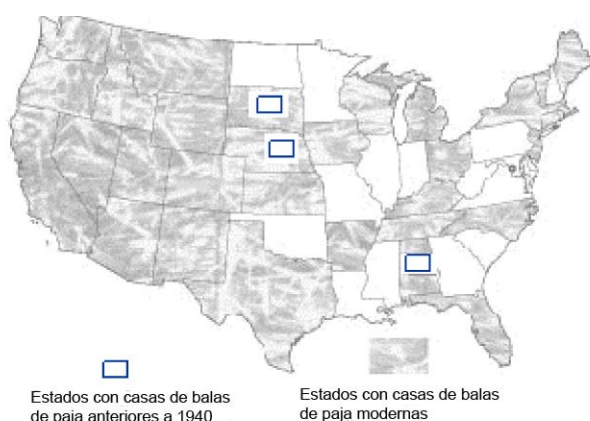 Estados con casas de balas
de paja anteriores a 1940
Estados con casas de balas
de paja modernas